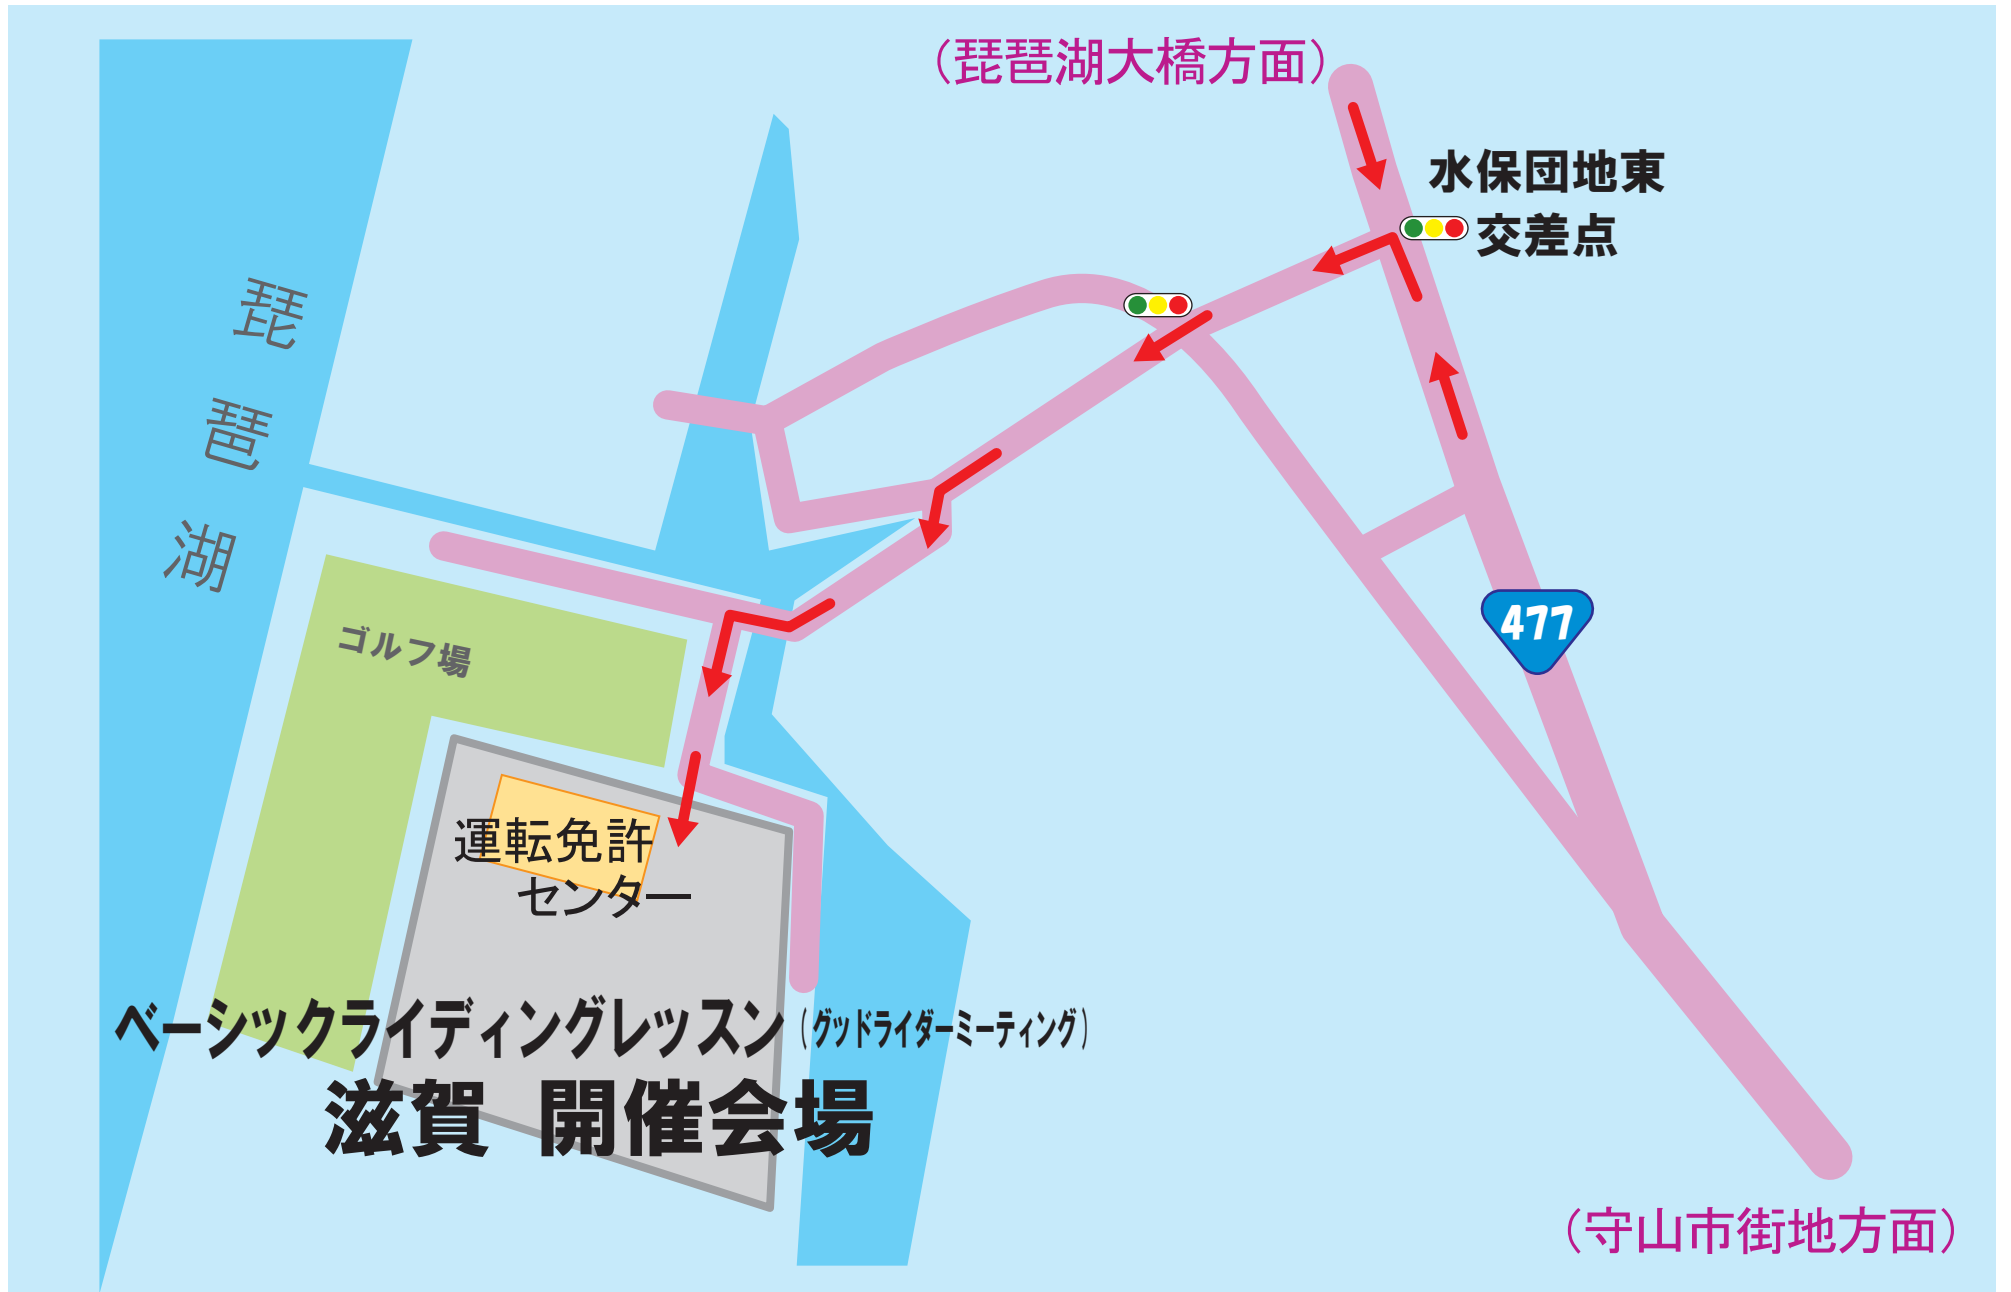 （琵琶湖大橋方面）
水保団地東
交差点
琵琶湖
ゴルフ場
477
運転免許
センター
ベーシックライディングレッスン（グッドライダーミーティング）
滋賀　開催会場
（守山市街地方面）